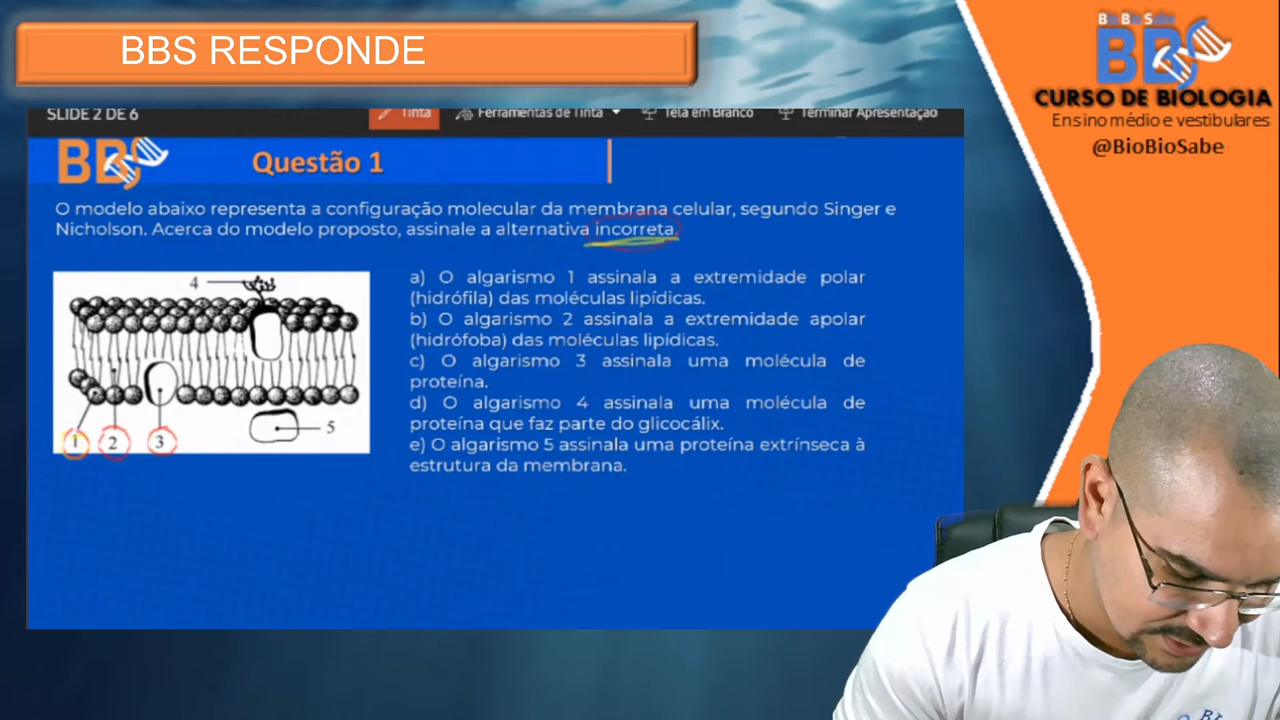 BBS RESPONDE
Bio Bio Sabe
BBS
CURSO DE BIOLOGIA
Ensino médio e vestibulares
@BioBioSabe
SLIDE 2 DE 6
Tinta
Ferramentas de Tinta
Tela em Branco
Terminar Apresentação
BBS
Questão 1
O modelo abaixo representa a configuração molecular da membrana celular, segundo Singer e
Nicholson. Acerca do modelo proposto, assinale a alternativa incorreta.
4
5
1
2
3
a) O algarismo 1 assinala a extremidade polar
(hidrófila) das moléculas lipídicas.
b) O algarismo 2 assinala a extremidade apolar
(hidrófoba) das moléculas lipídicas.
c) O algarismo 3 assinala uma molécula de
proteína.
d) O algarismo 4 assinala uma molécula de
proteína que faz parte do glicocálix.
e) O algarismo 5 assinala uma proteína extrínseca à
estrutura da membrana.